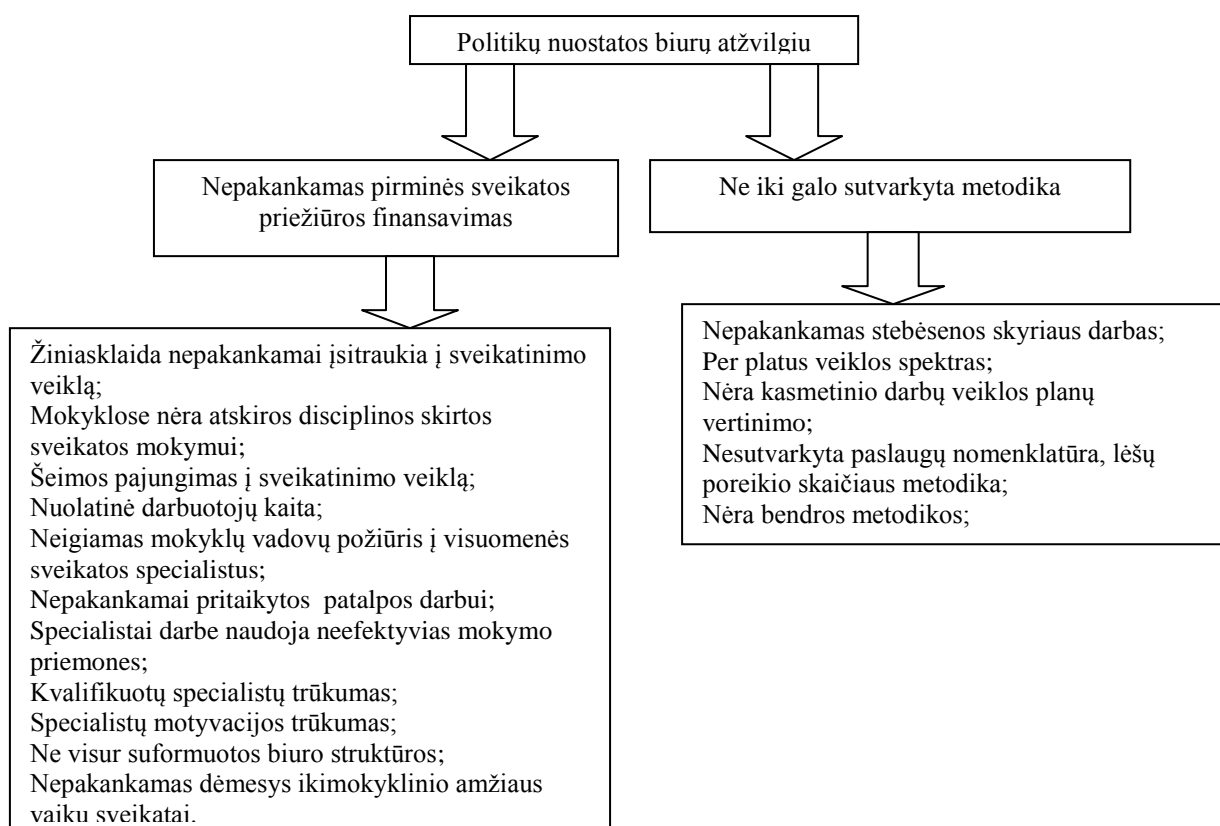 Politikų nuostatos biurų atžvilgiu
Nepakankamas pirminės sveikatos
priežiūros finansavimas
Ne iki galo sutvarkyta metodika
Žiniasklaida nepakankamai įsitraukia į sveikatinimo
veiklą;
Mokyklose nėra atskiros disciplinos skirtos
sveikatos mokymui;
Šeimos pajungimas į sveikatinimo veiklą;
Nuolatinė darbuotojų kaita;
Neigiamas mokyklų vadovų požiūris į visuomenės
sveikatos specialistus;
Nepakankamai pritaikytos patalpos darbui;
Specialistai darbe naudoja neefektyvias mokymo
priemones;
Kvalifikuotų specialistų trūkumas;
Specialistų motyvacijos trūkumas;
Ne visur suformuotos biuro struktūros;
Nepakankamas dėmesys ikimokyklinio amžiaus
vaikų sveikatai.
Nepakankamas stebėsenos skyriaus darbas;
Per platus veiklos spektras;
Nėra kasmetinio darbų veiklos planų
vertinimo;
Nesutvarkyta paslaugų nomenklatūra, lėšų
poreikio skaičiaus metodika;
Nėra bendros metodikos;